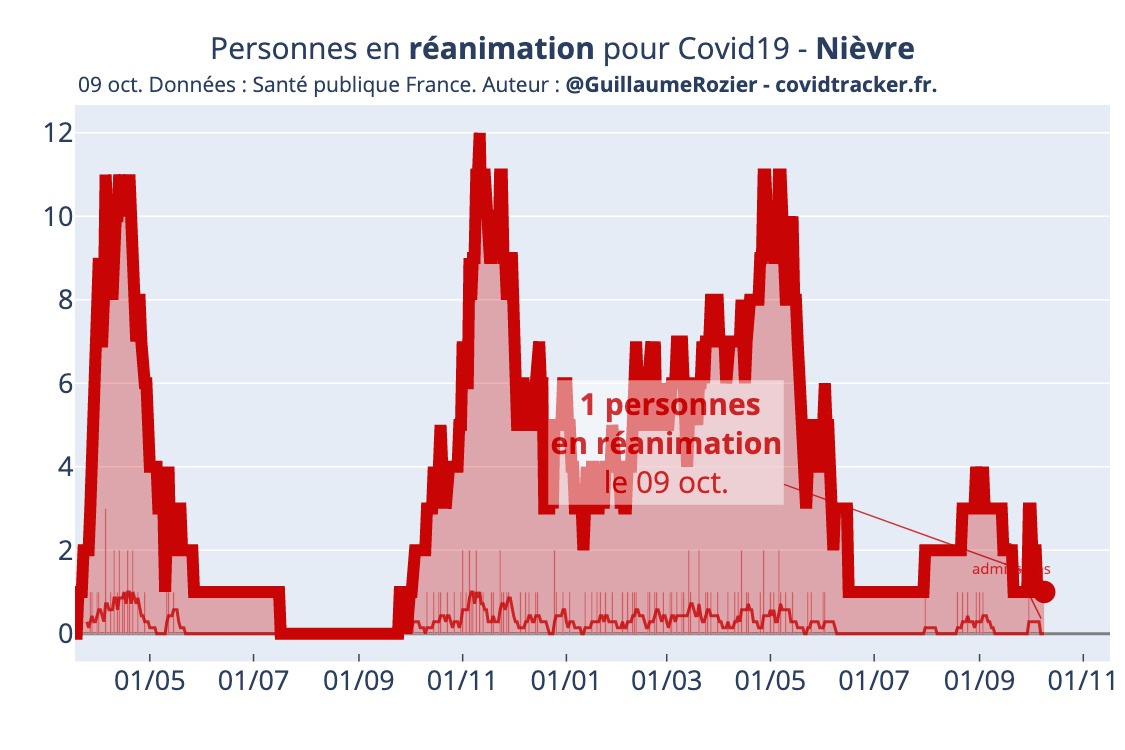 Personnes en réanimation pour Covid19 - Nièvre
09 oct. Données : Santé publique France. Auteur : @GuillaumeRozier - covidtracker.fr.
12
10
8
6
4
2
0
1 personnes
en réanimation
le 09 oct.
admissions
01/05 01/07 01/09 01/11 01/01 01/03 01/05 01/07 01/09 01/11